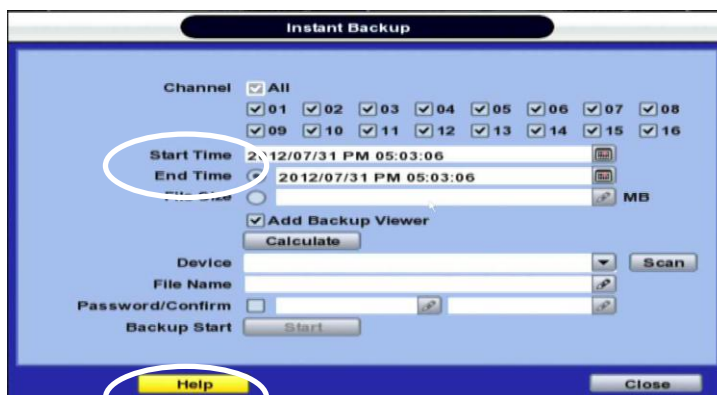 Instant Backup
Channel All
01 02 03 04 05 06 07 08
09 10 11 12 13 14 15 16
Start Time 2012/07/31 PM 05:03:06
End Time 2012/07/31 PM 05:03:06
File Size MB
Add Backup Viewer
Calculate
Device Scan
File Name
Password/Confirm
Backup Start Start
Help Close